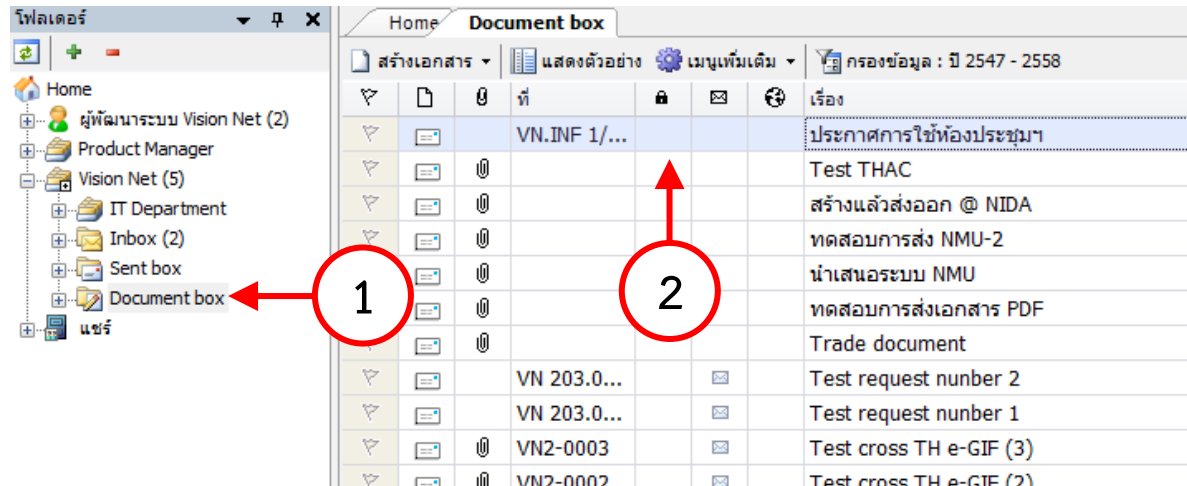 โฟลเดอร์
Home
ผู้พัฒนาระบบ Vision Net (2)
Product Manager
Vision Net (5)
IT Department
Inbox (2)
Sent box
Document box
แชร์
1
Home Document box
สร้างเอกสาร แสดงตัวอย่าง เมนูเพิ่มเติม กรองข้อมูล : ปี 2547 - 2558
ที่ เรื่อง
VN.INF 1/... ประกาศการใช้ห้องประชุมฯ
Test THAC
สร้างแล้วส่งออก @ NIDA
ทดสอบการส่ง NMU-2
นำเสนอระบบ NMU
2
ทดสอบการส่งเอกสาร PDF
Trade document
VN 203.0... Test request nunber 2
VN 203.0... Test request nunber 1
VN2-0003 Test cross TH e-GIF (3)
VN2-0002 Test cross TH e-GIF (2)